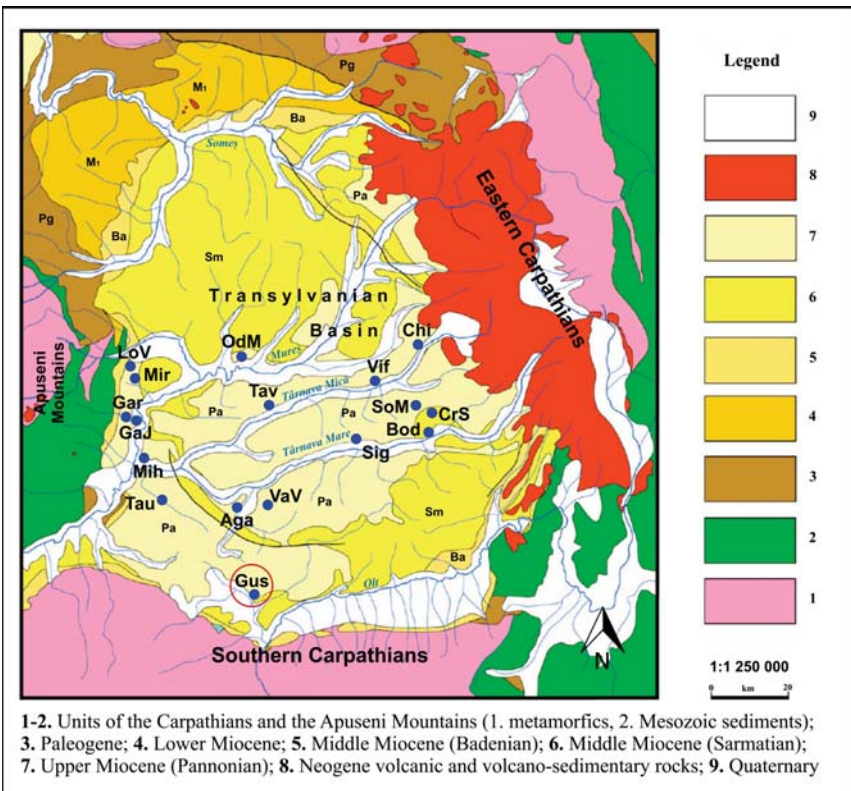 Legend
9
8
7
6
5
4
3
2
1
1:1 250 000
0 km 20
N
Pg
M1
Ba
Someș
M1
Pa
Pg
Ba
Sm
Eastern Carpathians
Transylvanian
Basin
Apuseni
Mountains
LoV
Mir
OdM
Mureș
Chi
Vif
Gar
GaJ
Tav
Târnava Mică
Pa
Pa
SoM
CrS
Bod
Târnava Mare
Sig
Mih
Tau
Pa
Aga
VaV
Pa
Sm
Ba
Gus
Olt
Southern Carpathians
1-2. Units of the Carpathians and the Apuseni Mountains (1. metamorfics, 2. Mesozoic sediments);
3. Paleogene; 4. Lower Miocene; 5. Middle Miocene (Badenian); 6. Middle Miocene (Sarmatian);
7. Upper Miocene (Pannonian); 8. Neogene volcanic and volcano-sedimentary rocks; 9. Quaternary